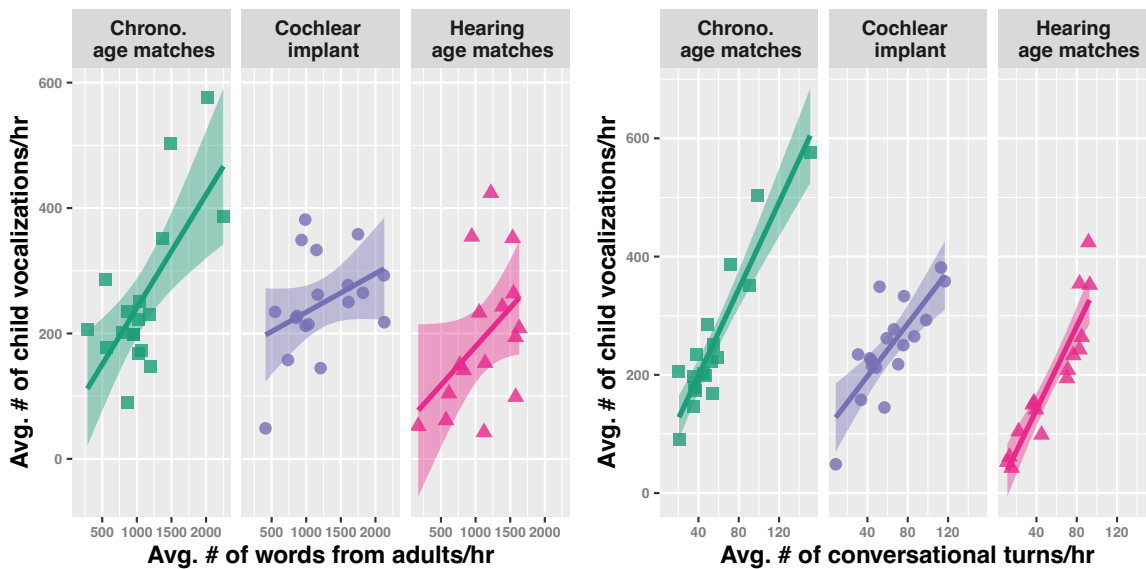 Chrono.
age matches
Cochlear
implant
Hearing
age matches
Avg. # of child vocalizations/hr
600
400
200
0
500 1000 1500 2000
500 1000 1500 2000
500 1000 1500 2000
Avg. # of words from adults/hr
Chrono.
age matches
Cochlear
implant
Hearing
age matches
Avg. # of child vocalizations/hr
600
400
200
0
40 80 120
40 80 120
40 80 120
Avg. # of conversational turns/hr